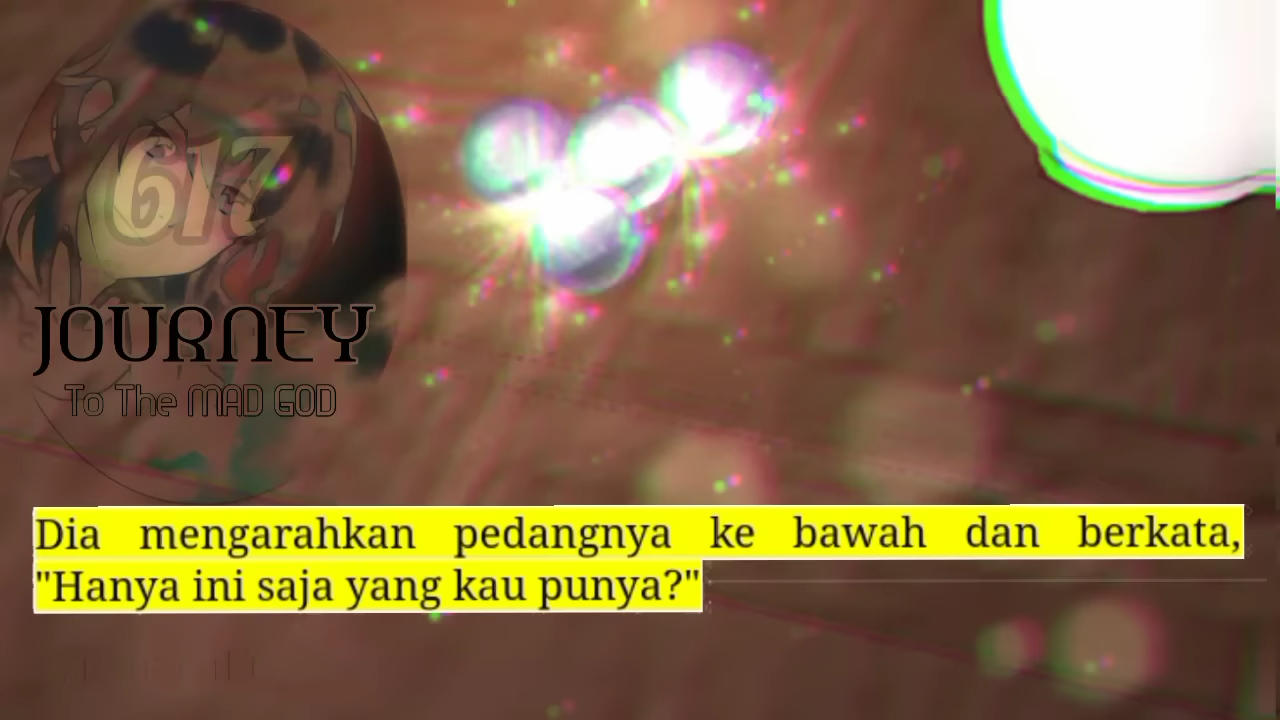 617
JOURNEY
To The MAD GOD
Dia mengarahkan pedangnya ke bawah dan berkata,
"Hanya ini saja yang kau punya?"